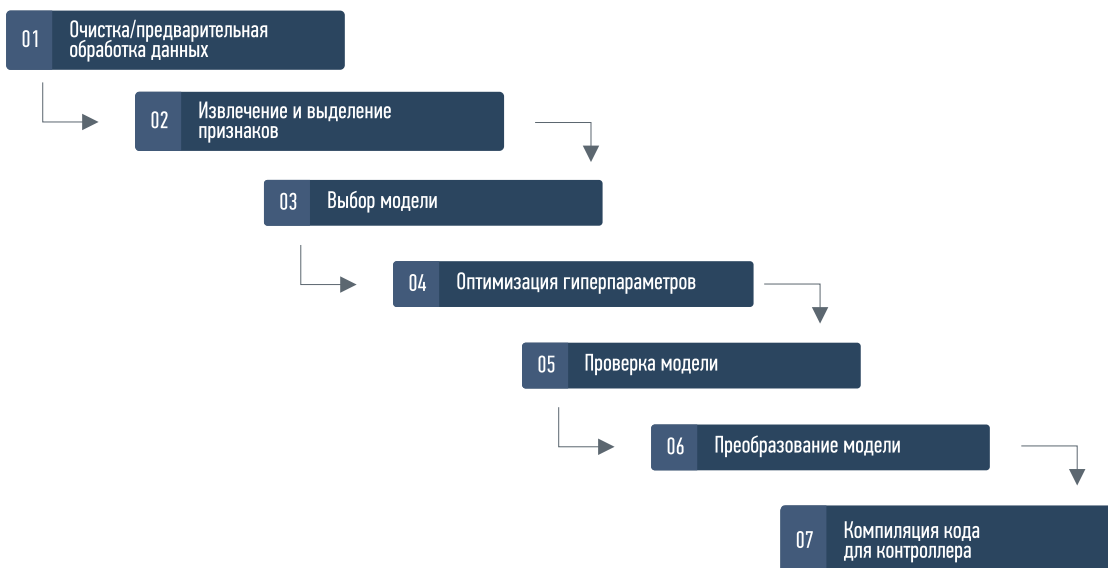 01
Очистка/предварительная
обработка данных
02
Извлечение и выделение
признаков
03
Выбор модели
04
Оптимизация гиперпараметров
05
Проверка модели
06
Преобразование модели
07
Компиляция кода
для контроллера